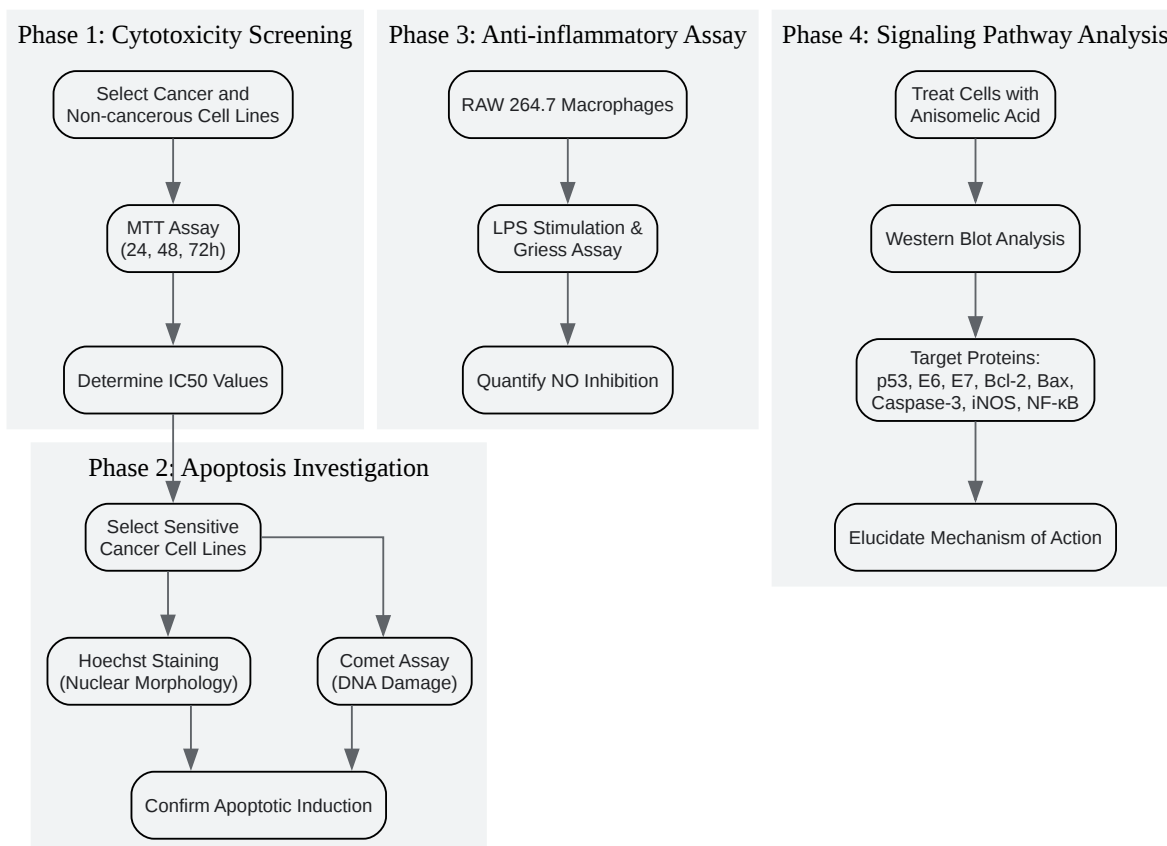 Phase 1: Cytotoxicity Screening
Select Cancer and
Non-cancerous Cell Lines
MTT Assay
(24, 48, 72h)
Determine IC50 Values
Phase 2: Apoptosis Investigation
Select Sensitive
Cancer Cell Lines
Hoechst Staining
(Nuclear Morphology)
Comet Assay
(DNA Damage)
Confirm Apoptotic Induction
Phase 3: Anti-inflammatory Assay
RAW 264.7 Macrophages
LPS Stimulation &
Griess Assay
Quantify NO Inhibition
Phase 4: Signaling Pathway Analysis
Treat Cells with
Anisomelic Acid
Western Blot Analysis
Target Proteins:
p53, E6, E7, Bcl-2, Bax,
Caspase-3, iNOS, NF-κB
Elucidate Mechanism of Action